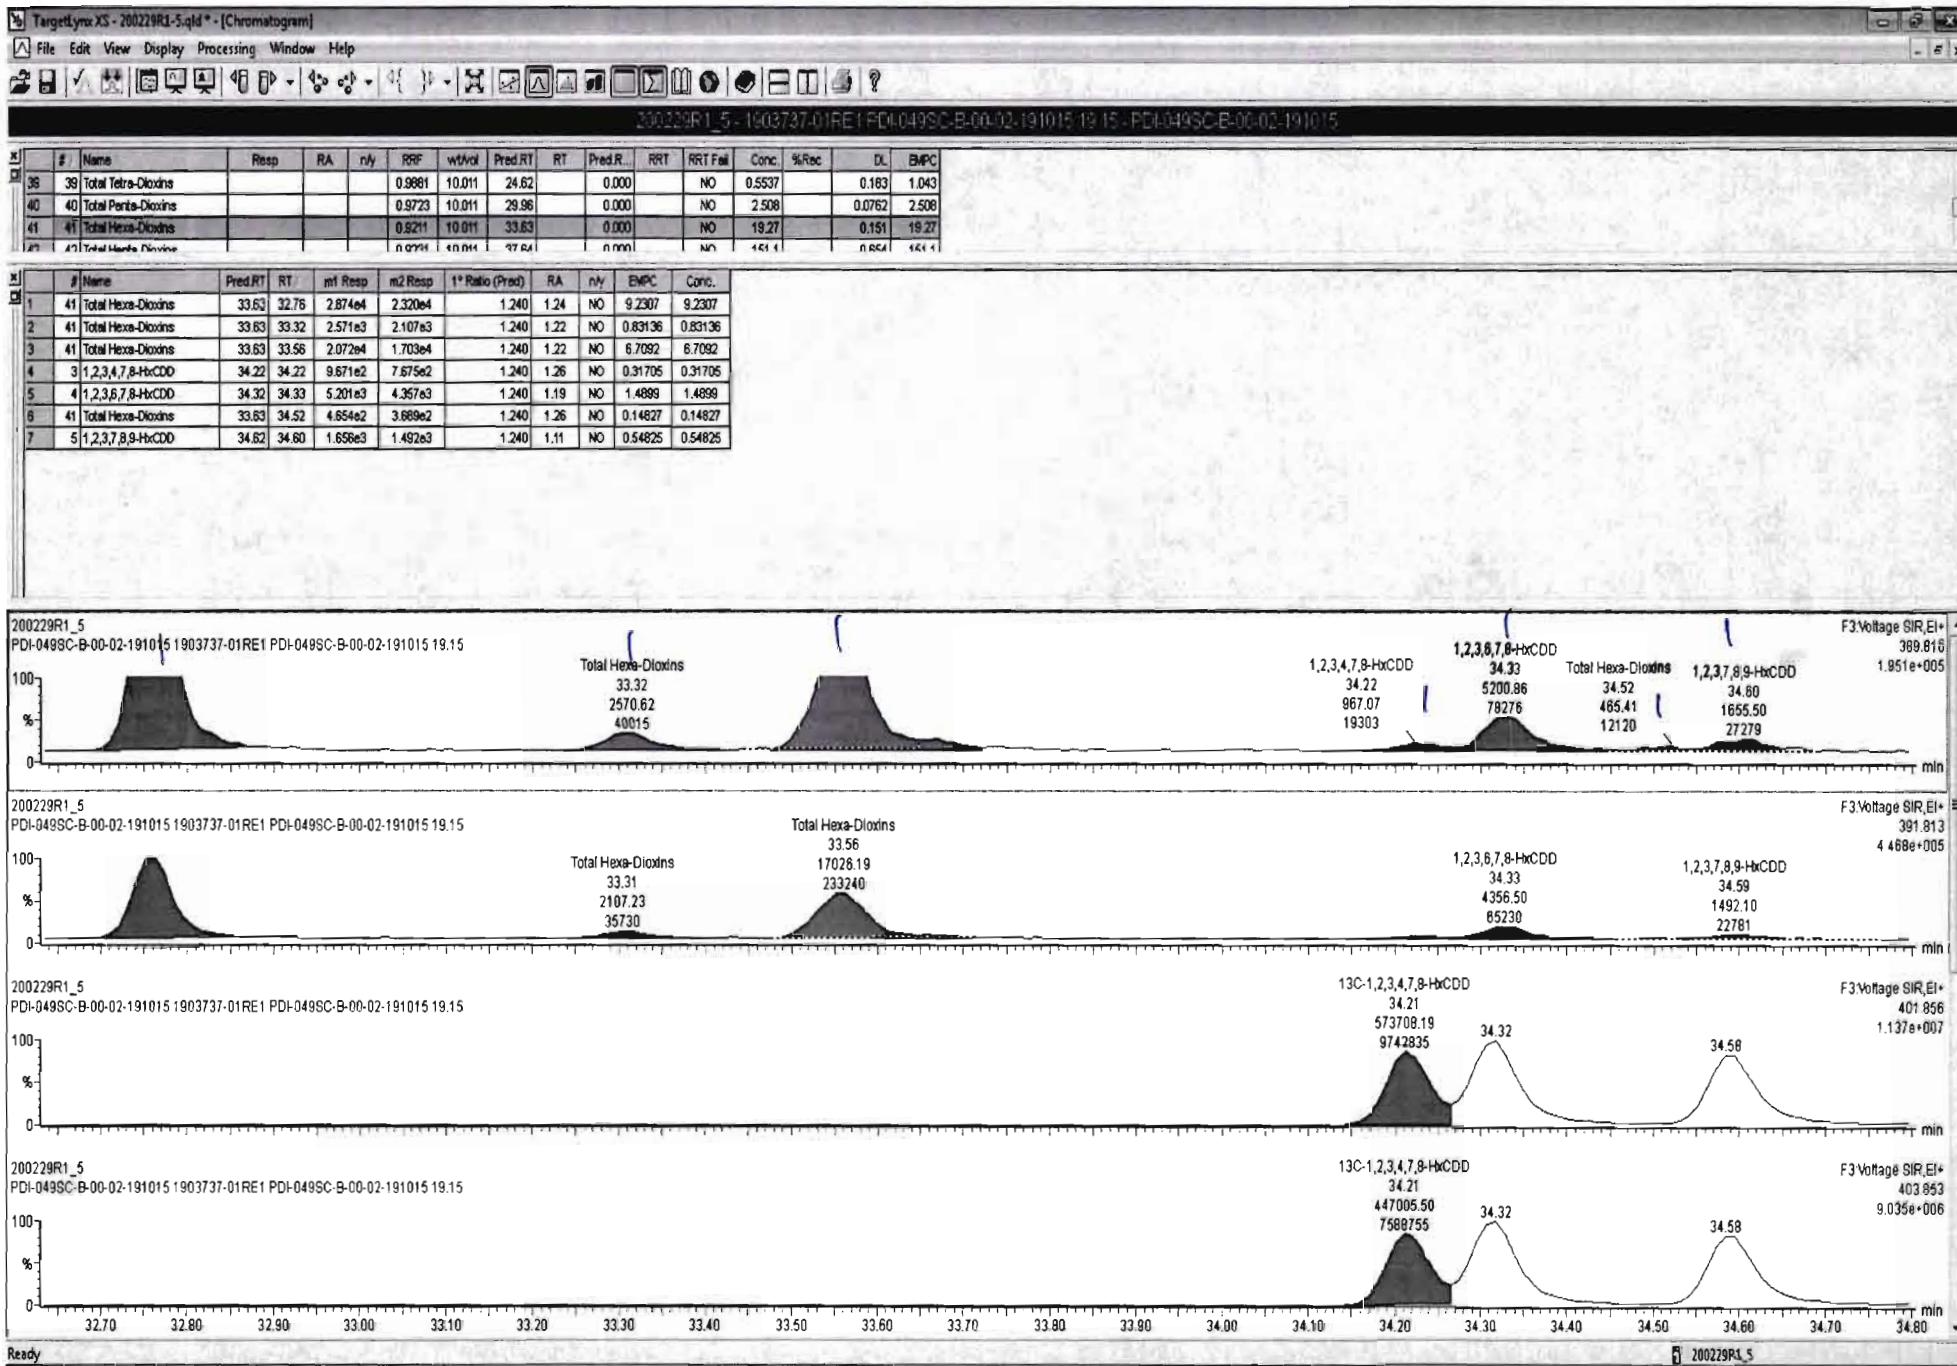 TargetLynx XS - 200229R1-5.qld * - [Chromatogram]
File Edit View Display Processing Window Help
200229R1_5 - 1903737-01RE1 PDI-049SC-B-00-02-191015 19.15 - PDI-049SC-B-00-02-191015
# Name Resp RA n/y RRF wt/vol Pred.RT RT Pred.R... RRT RRT Fail Conc. %Rec DL EMPC
39 Total Tetra-Dioxins 0.9881 10.011 24.62 0.000 NO 0.5537 0.183 1.043
40 40 Total Penta-Dioxins 0.9723 10.011 29.96 0.000 NO 2.508 0.0762 2.508
41 41 Total Hexa-Dioxins 0.9211 10.011 33.63 0.000 NO 19.27 0.151 19.27
42 42 Total Hepta-Dioxins 10.011 37.64 0.000 NO 151.1 0.654 151.1
# Name Pred.RT RT m1 Resp m2 Resp 1° Ratio (Pred) RA n/y EMPC Conc.
1 41 Total Hexa-Dioxins 33.63 32.76 2.874e4 2.320e4 1.240 1.24 NO 9.2307 9.2307
2 41 Total Hexa-Dioxins 33.63 33.32 2.571e3 2.107e3 1.240 1.22 NO 0.83136 0.83136
3 41 Total Hexa-Dioxins 33.63 33.56 2.072e4 1.703e4 1.240 1.22 NO 6.7092 6.7092
4 3 1,2,3,4,7,8-HxCDD 34.22 34.22 9.671e2 7.675e2 1.240 1.26 NO 0.31705 0.31705
5 4 1,2,3,6,7,8-HxCDD 34.32 34.33 5.201e3 4.357e3 1.240 1.19 NO 1.4899 1.4899
6 41 Total Hexa-Dioxins 33.63 34.52 4.654e2 3.689e2 1.240 1.26 NO 0.14827 0.14827
7 5 1,2,3,7,8,9-HxCDD 34.62 34.60 1.656e3 1.492e3 1.240 1.11 NO 0.54825 0.54825
200229R1_5
PDI-049SC-B-00-02-191015 1903737-01RE1 PDI-049SC-B-00-02-191015 19.15
F3:Voltage SIR,EI+
389.816
1.951e+005
Total Hexa-Dioxins
33.32
2570.62
40015
1,2,3,4,7,8-HxCDD
34.22
967.07
19303
1,2,3,6,7,8-HxCDD
34.33
5200.86
78276
Total Hexa-Dioxins
34.52
465.41
12120
1,2,3,7,8,9-HxCDD
34.60
1655.50
27279
100
%
0
min
200229R1_5
PDI-049SC-B-00-02-191015 1903737-01RE1 PDI-049SC-B-00-02-191015 19.15
F3:Voltage SIR,EI+
391.813
4.468e+005
Total Hexa-Dioxins
33.31
2107.23
35730
Total Hexa-Dioxins
33.56
17026.19
233240
1,2,3,6,7,8-HxCDD
34.33
4356.50
65230
1,2,3,7,8,9-HxCDD
34.59
1492.10
22781
100
%
0
min
200229R1_5
PDI-049SC-B-00-02-191015 1903737-01RE1 PDI-049SC-B-00-02-191015 19.15
F3:Voltage SIR,EI+
401.856
1.137e+007
13C-1,2,3,4,7,8-HxCDD
34.21
573708.19
9742835
34.32
34.58
100
%
0
min
200229R1_5
PDI-049SC-B-00-02-191015 1903737-01RE1 PDI-049SC-B-00-02-191015 19.15
F3:Voltage SIR,EI+
403.853
9.035e+006
13C-1,2,3,4,7,8-HxCDD
34.21
447005.50
7588755
34.32
34.58
100
%
0
min
32.70 32.80 32.90 33.00 33.10 33.20 33.30 33.40 33.50 33.60 33.70 33.80 33.90 34.00 34.10 34.20 34.30 34.40 34.50 34.60 34.70 34.80
Ready 200229R1_5